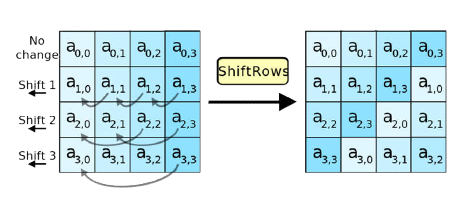 No change a0,0 a0,1 a0,2 a0,3
Shift 1 a1,0 a1,1 a1,2 a1,3
Shift 2 a2,0 a2,1 a2,2 a2,3
Shift 3 a3,0 a3,1 a3,2 a3,3
ShiftRows
a0,0 a0,1 a0,2 a0,3
a1,1 a1,2 a1,3 a1,0
a2,2 a2,3 a2,0 a2,1
a3,3 a3,0 a3,1 a3,2